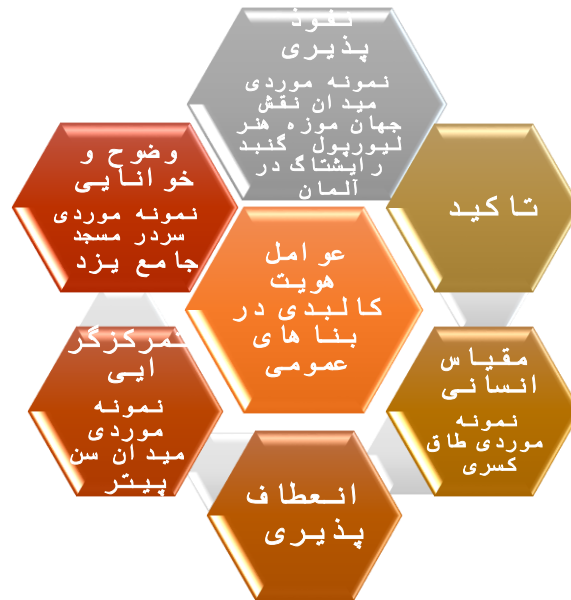 نفوذ
پذیری
نمونه موردی
میدان نقش
جهان موزه هنر
لیورپول گنبد
رایشتاگ در
آلمان
تاکید
مقیاس
انسانی
نمونه
موردی طاق
کسری
انعطاف
پذیری
تمرکزگر
ایی
نمونه
موردی
میدان سن
پیتر
وضوح و
خوانایی
نمونه موردی
سردر مسجد
جامع یزد
عوامل
هویت
کالبدی در
بناهای
عمومی